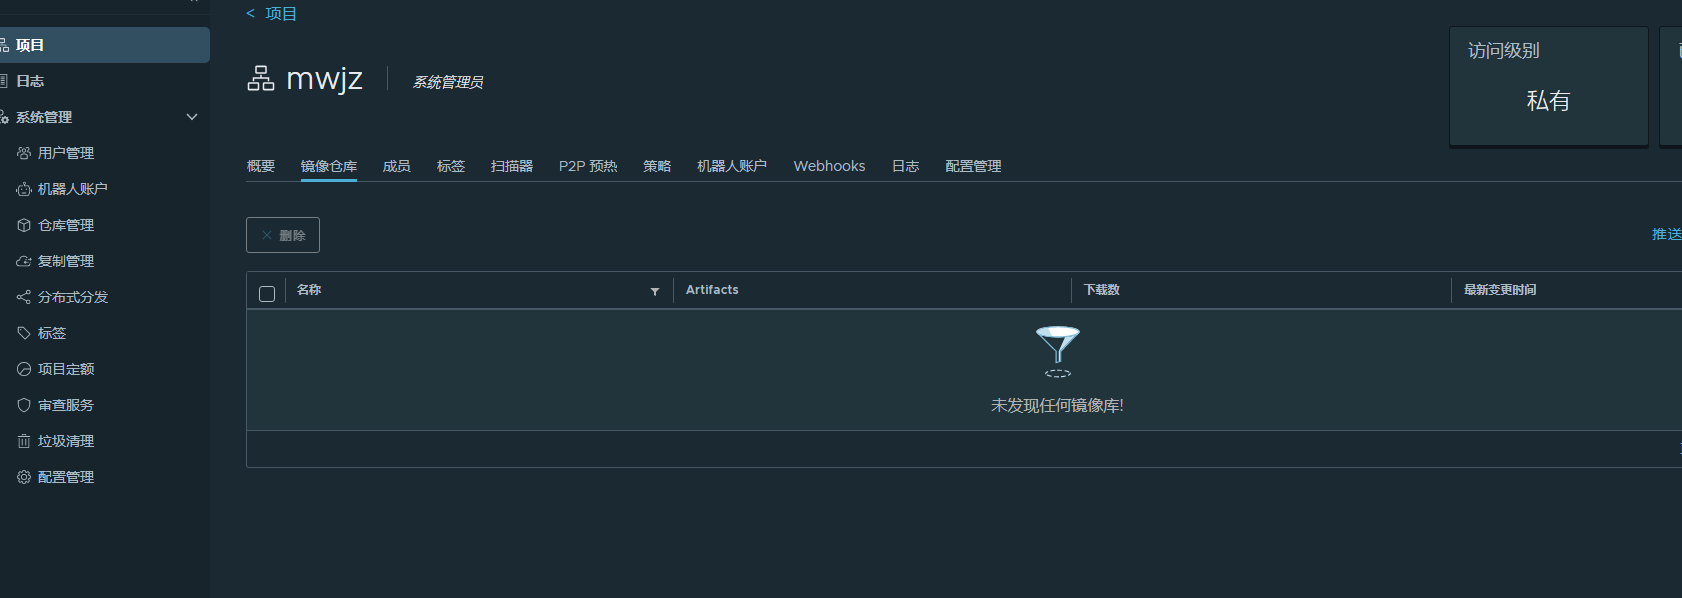 < 项目
项目
日志
系统管理
用户管理
机器人账户
仓库管理
复制管理
分布式分发
标签
项目定额
审查服务
垃圾清理
配置管理
mwjz
系统管理员
访问级别
私有
概要 镜像仓库 成员 标签 扫描器 P2P 预热 策略 机器人账户 Webhooks 日志 配置管理
删除
推送
名称 Artifacts 下载数 最新变更时间
未发现任何镜像库!